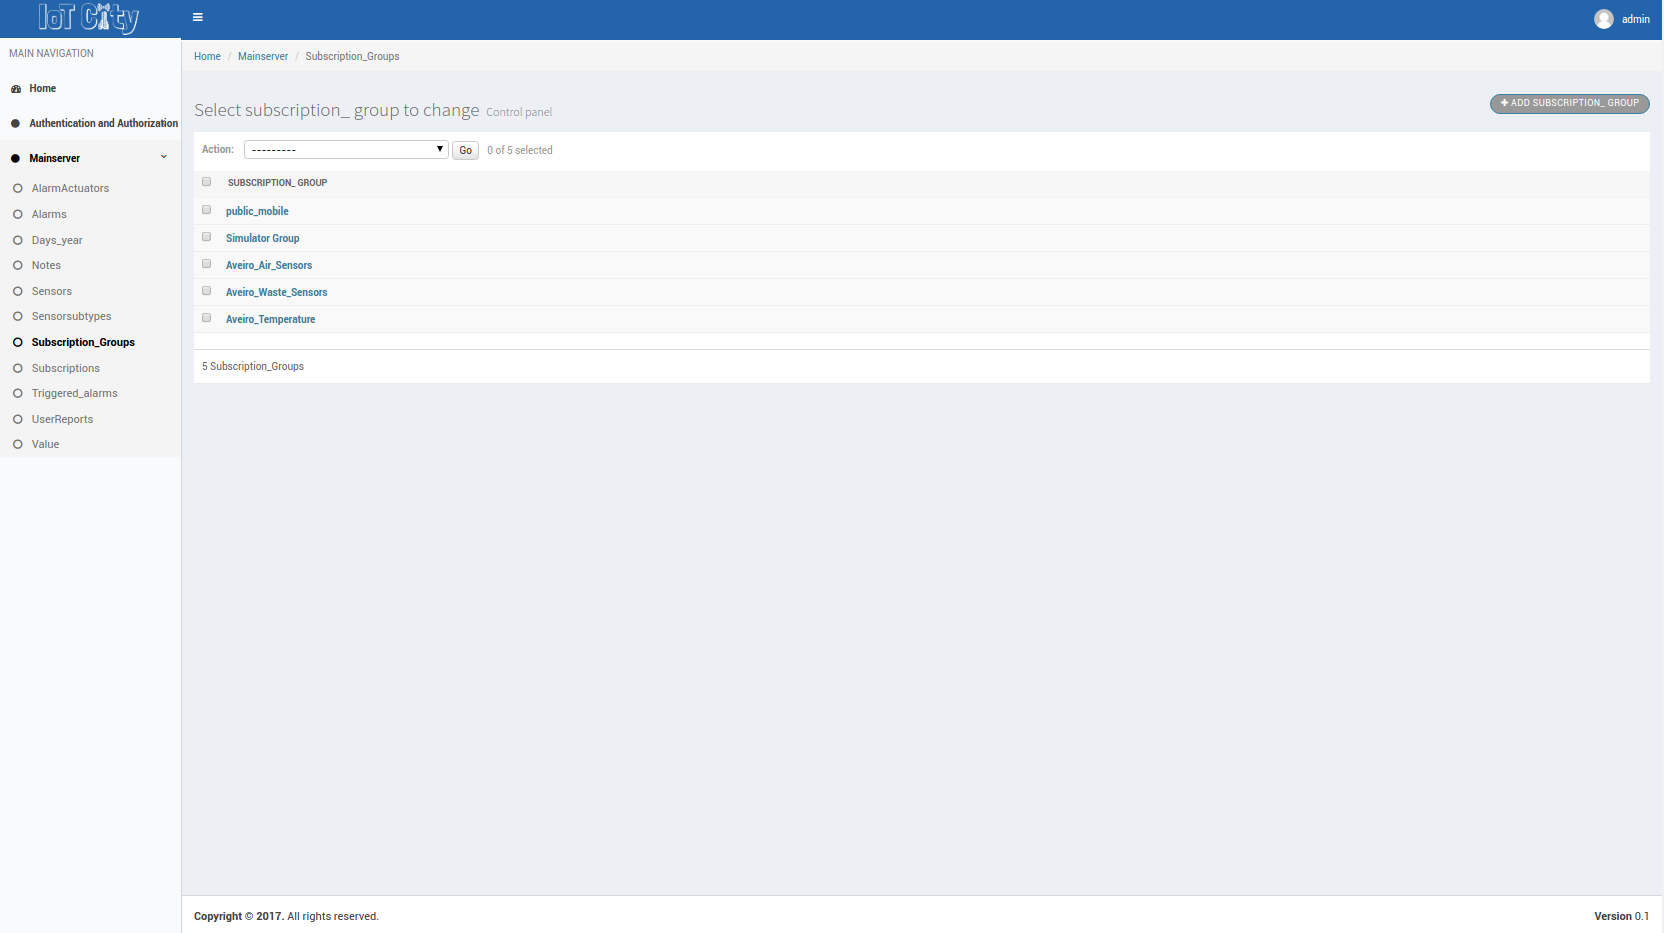 IoT City
admin
MAIN NAVIGATION
Home
Authentication and Authorization
Mainserver
AlarmActuators
Alarms
Days_year
Notes
Sensors
Sensorsubtypes
Subscription_Groups
Subscriptions
Triggered_alarms
UserReports
Value
Home / Mainserver / Subscription_Groups
Select subscription_ group to change Control panel
ADD SUBSCRIPTION_ GROUP
Action: --------- Go 0 of 5 selected
SUBSCRIPTION_ GROUP
public_mobile
Simulator Group
Aveiro_Air_Sensors
Aveiro_Waste_Sensors
Aveiro_Temperature
5 Subscription_Groups
Copyright © 2017. All rights reserved.
Version 0.1